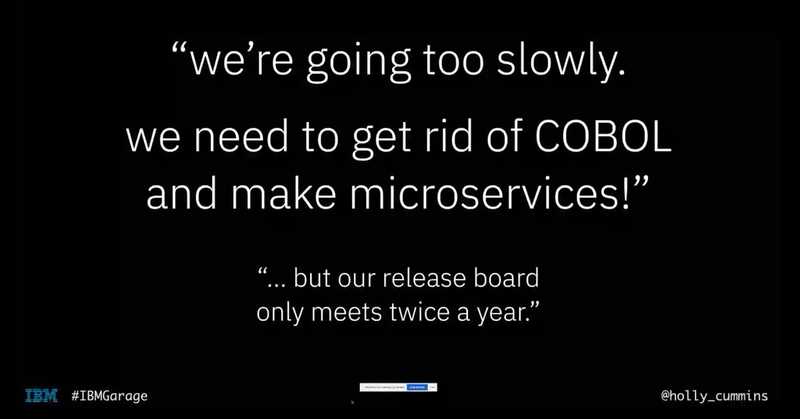 “we’re going too slowly.
we need to get rid of COBOL
and make microservices!”
“... but our release board
only meets twice a year.”
IBM #IBMGarage
@holly_cummins